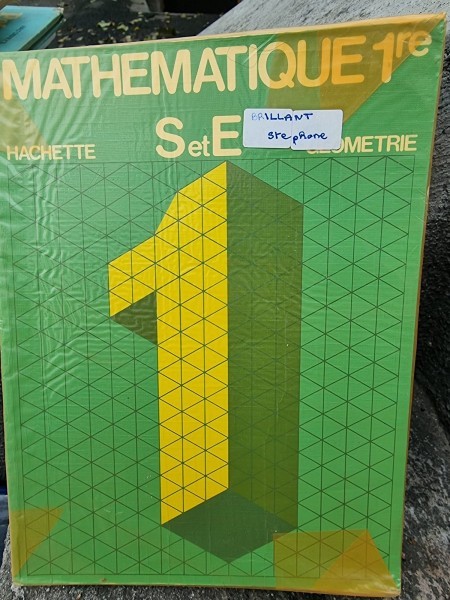 MATHEMATIQUE 1re
S et E
BRILLANT
stephane
HACHETTE
GEOMETRIE